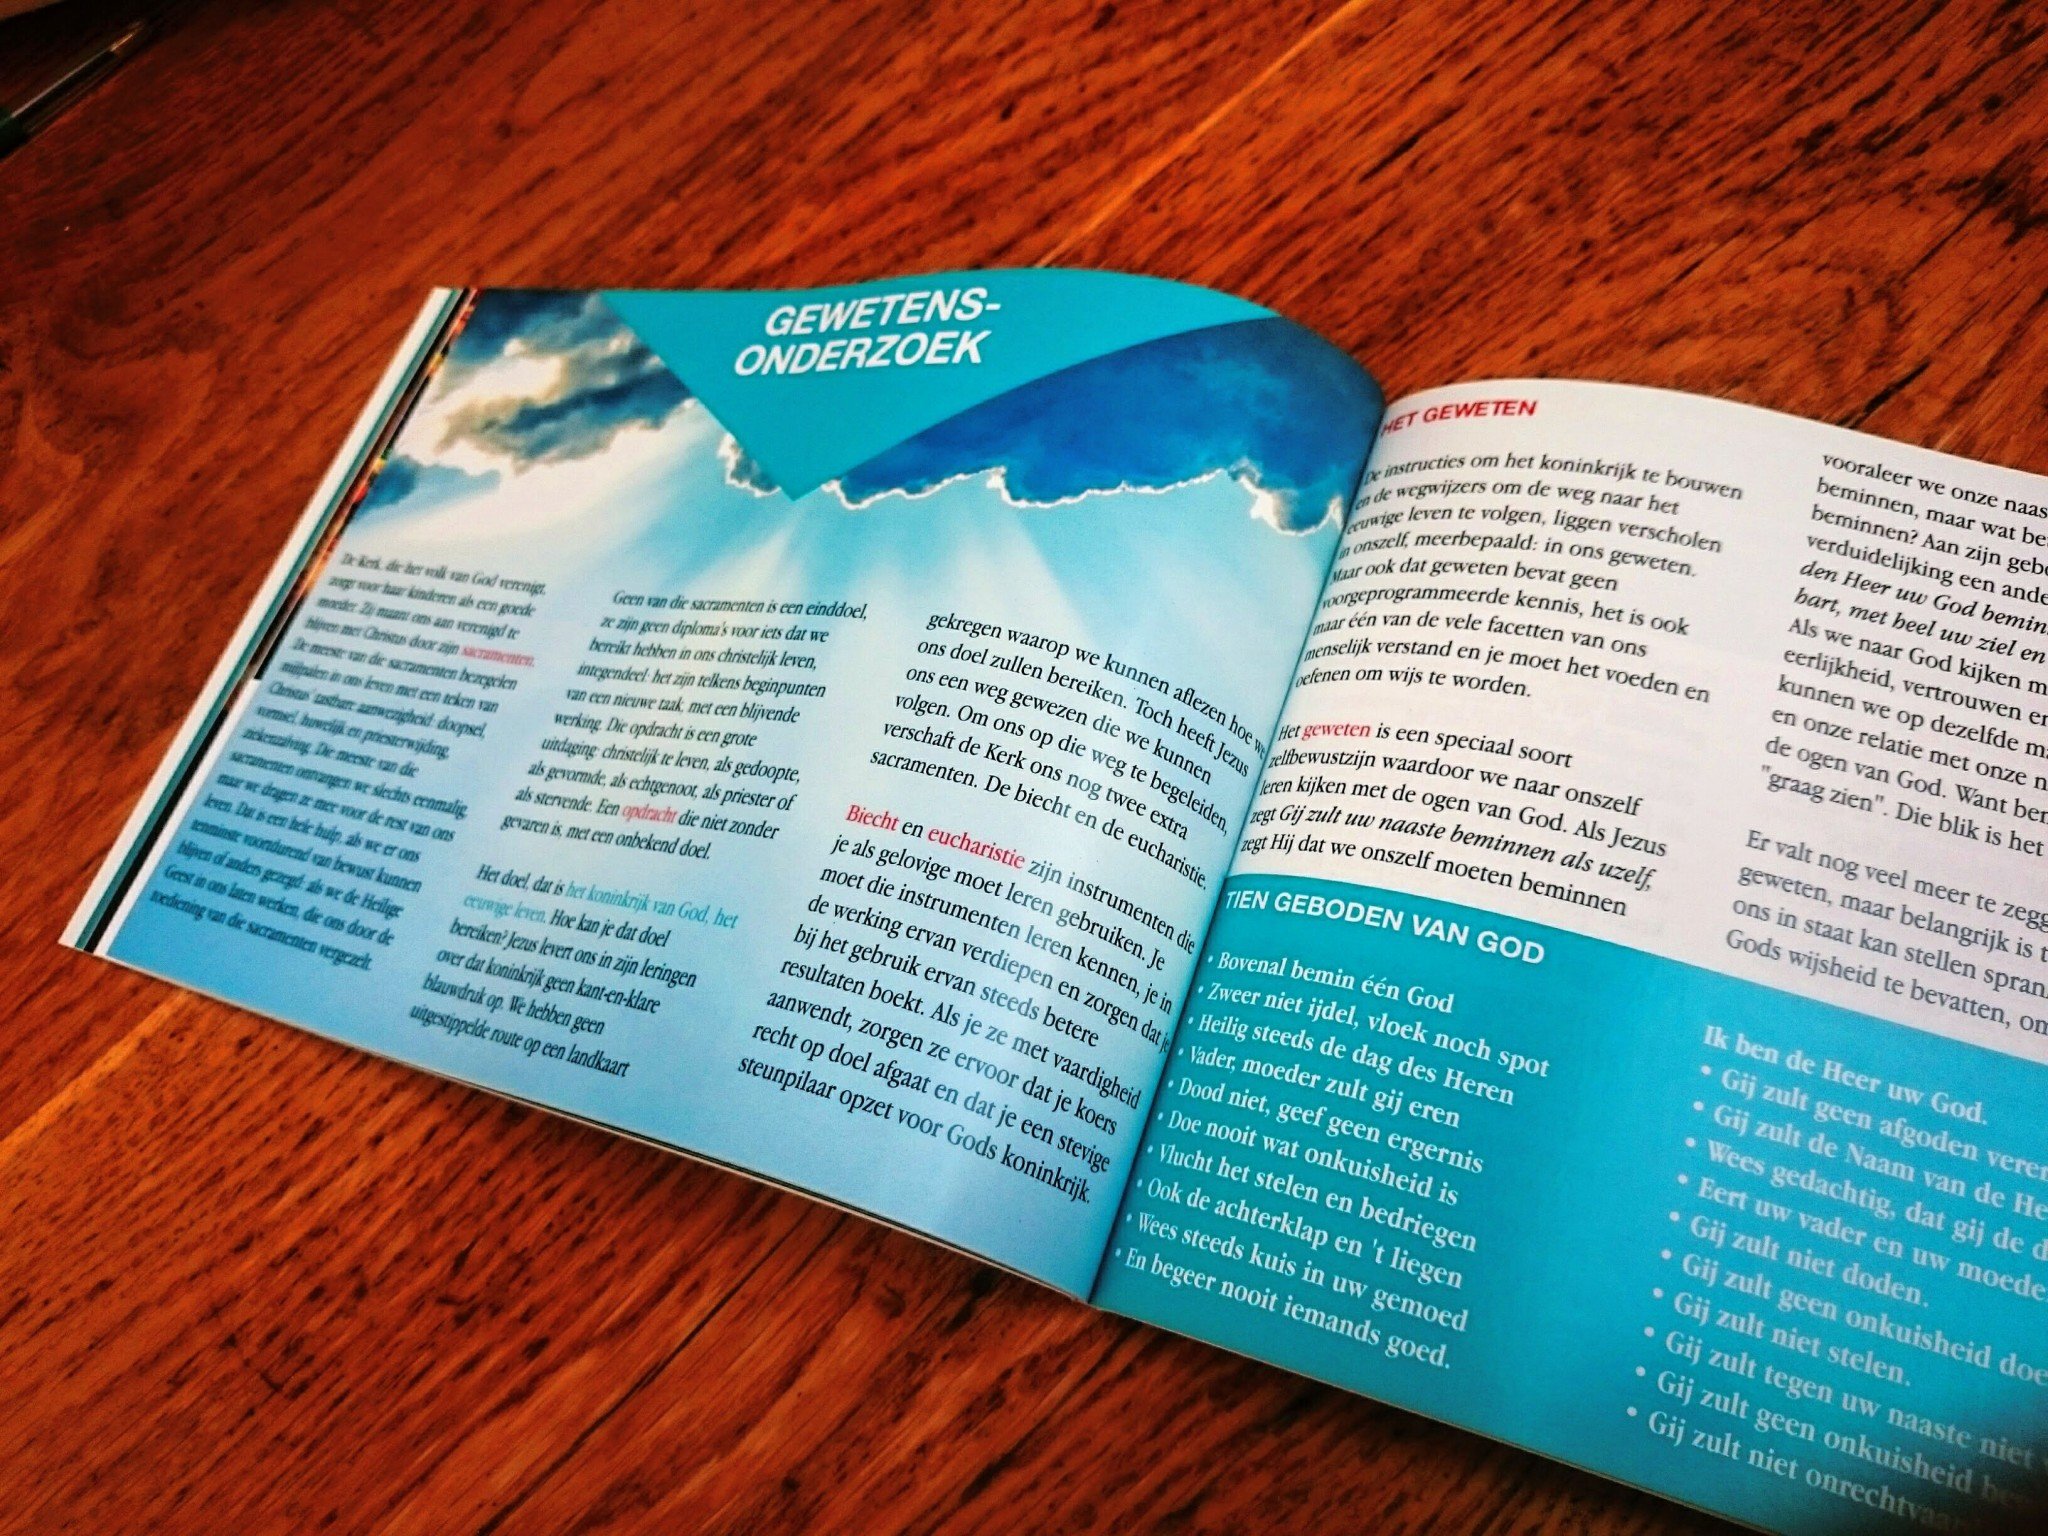 GEWETENS-
ONDERZOEK
De Kerk, die het volk van God verenigt,
zorgt voor haar kinderen als een goede
moeder. Zij maant ons aan verenigd te
blijven met Christus door zijn sacramenten.
De meeste van die sacramenten bezegelen
mijlpalen in ons leven met een teken van
Christus' tastbare aanwezigheid: doopsel,
vormsel, huwelijk en priesterwijding,
ziekenzalving. De meeste van die
sacramenten ontvangen we slechts eenmalig,
maar we dragen ze mee voor de rest van ons
leven. Dat is een hele hulp, als we er ons
tenminste voortdurend van bewust kunnen
blijven of anders gezegd: als we de Heilige
Geest in ons laten werken, die ons door de
toediening van die sacramenten vergezelt.
Geen van die sacramenten is een einddoel,
ze zijn geen diploma's voor iets dat we
bereikt hebben in ons christelijk leven,
integendeel: het zijn telkens beginpunten
van een nieuwe taak, met een blijvende
werking. Die opdracht is een grote
uitdaging: christelijk te leven, als gedoopte,
als gevormde, als echtgenoot, als priester of
als stervende. Een opdracht die niet zonder
gevaren is, met een onbekend doel.
Het doel, dat is het koninkrijk van God, het
eeuwige leven. Hoe kan je dat doel
bereiken? Jezus levert ons in zijn leringen
over dat koninkrijk geen kant-en-klare
blauwdruk op. We hebben geen
uitgestippelde route op een landkaart
gekregen waarop we kunnen aflezen hoe we
ons doel zullen bereiken. Toch heeft Jezus
ons een weg gewezen die we kunnen
volgen. Om ons op die weg te begeleiden,
verschaft de Kerk ons nog twee extra
sacramenten. De biecht en de eucharistie.
Biecht en eucharistie zijn instrumenten die
je als gelovige moet leren gebruiken. Je
moet die instrumenten leren kennen, je in
de werking ervan verdiepen en zorgen dat je
bij het gebruik ervan steeds betere
resultaten boekt. Als je ze met vaardigheid
aanwendt, zorgen ze ervoor dat je koers
recht op doel afgaat en dat je een stevige
steunpilaar opzet voor Gods koninkrijk.
HET GEWETEN
De instructies om het koninkrijk te bouwen
en de wegwijzers om de weg naar het
eeuwige leven te volgen, liggen verscholen
in onszelf, meerbepaald: in ons geweten.
Maar ook dat geweten bevat geen
voorgeprogrammeerde kennis, het is ook
maar één van de vele facetten van ons
menselijk verstand en je moet het voeden en
oefenen om wijs te worden.
Het geweten is een speciaal soort
zelfbewustzijn waardoor we naar onszelf
leren kijken met de ogen van God. Als Jezus
zegt Gij zult uw naaste beminnen als uzelf,
zegt Hij dat we onszelf moeten beminnen
vooraleer we onze naas
beminnen, maar wat be
beminnen? Aan zijn gebo
verduidelijking een ande
den Heer uw God bemin
hart, met heel uw ziel en
Als we naar God kijken m
eerlijkheid, vertrouwen en
kunnen we op dezelfde ma
en onze relatie met onze n
de ogen van God. Want ben
"graag zien". Die blik is het
Er valt nog veel meer te zegg
geweten, maar belangrijk is t
ons in staat kan stellen spran
Gods wijsheid te bevatten, om
TIEN GEBODEN VAN GOD
• Bovenal bemin één God
• Zweer niet ijdel, vloek noch spot
• Heilig steeds de dag des Heren
• Vader, moeder zult gij eren
• Dood niet, geef geen ergernis
• Doe nooit wat onkuisheid is
• Vlucht het stelen en bedriegen
• Ook de achterklap en 't liegen
• Wees steeds kuis in uw gemoed
• En begeer nooit iemands goed.
Ik ben de Heer uw God.
• Gij zult geen afgoden verer
• Gij zult de Naam van de He
• Wees gedachtig, dat gij de d
• Eert uw vader en uw moede
• Gij zult niet doden.
• Gij zult geen onkuisheid doe
• Gij zult niet stelen.
• Gij zult tegen uw naaste niet
• Gij zult geen onkuisheid be
• Gij zult niet onrechtvaa